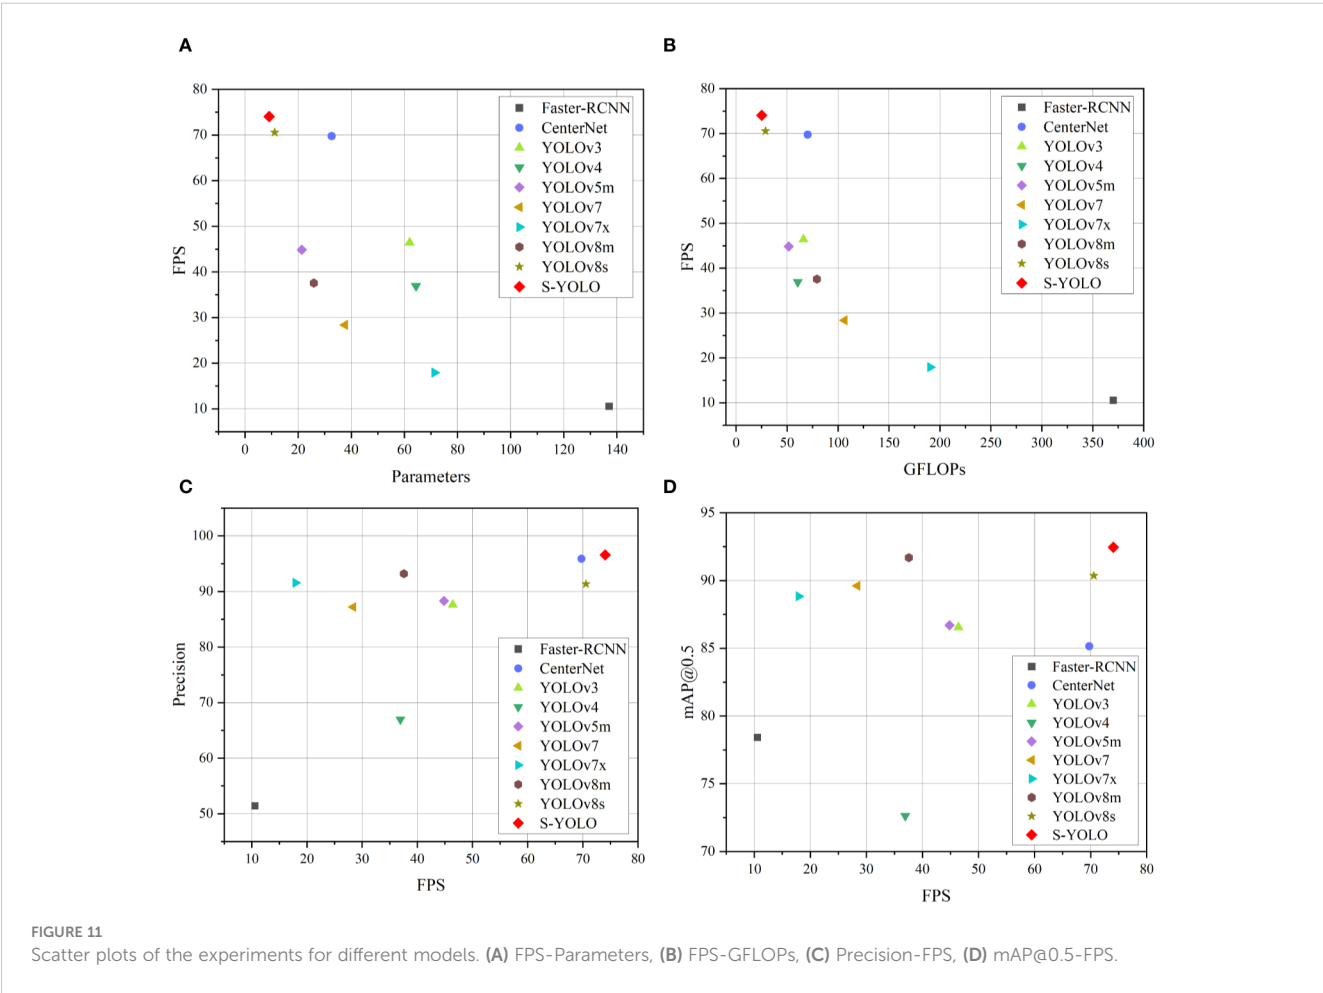 A
80
70
60
50
40
30
20
10
FPS
0 20 40 60 80 100 120 140
Parameters
Faster-RCNN
CenterNet
YOLOv3
YOLOv4
YOLOv5m
YOLOv7
YOLOv7x
YOLOv8m
YOLOv8s
S-YOLO
B
80
70
60
50
40
30
20
10
FPS
0 50 100 150 200 250 300 350 400
GFLOPs
Faster-RCNN
CenterNet
YOLOv3
YOLOv4
YOLOv5m
YOLOv7
YOLOv7x
YOLOv8m
YOLOv8s
S-YOLO
C
100
90
80
70
60
50
Precision
10 20 30 40 50 60 70 80
FPS
Faster-RCNN
CenterNet
YOLOv3
YOLOv4
YOLOv5m
YOLOv7
YOLOv7x
YOLOv8m
YOLOv8s
S-YOLO
D
95
90
85
80
75
70
mAP@0.5
10 20 30 40 50 60 70 80
FPS
Faster-RCNN
CenterNet
YOLOv3
YOLOv4
YOLOv5m
YOLOv7
YOLOv7x
YOLOv8m
YOLOv8s
S-YOLO
FIGURE 11
Scatter plots of the experiments for different models. (A) FPS-Parameters, (B) FPS-GFLOPs, (C) Precision-FPS, (D) mAP@0.5-FPS.